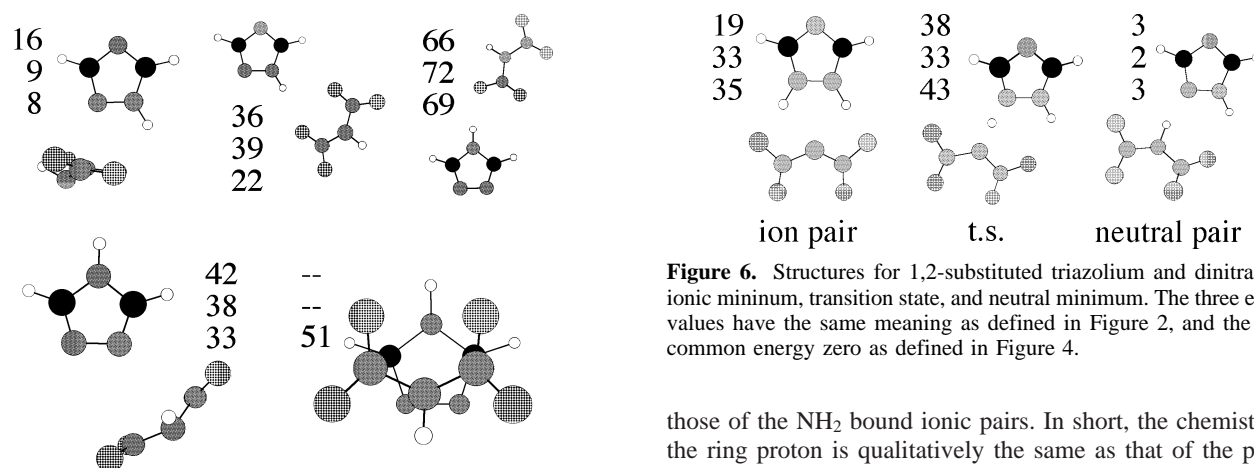 16
9
8
36
39
22
66
72
69
42
38
33
--
--
51
19
33
35
38
33
43
3
2
3
ion pair
t.s.
neutral pair
Figure 6. Structures for 1,2-substituted triazolium and dinitra
ionic mininum, transition state, and neutral minimum. The three e
values have the same meaning as defined in Figure 2, and the
common energy zero as defined in Figure 4.
those of the NH2 bound ionic pairs. In short, the chemist
the ring proton is qualitatively the same as that of the p